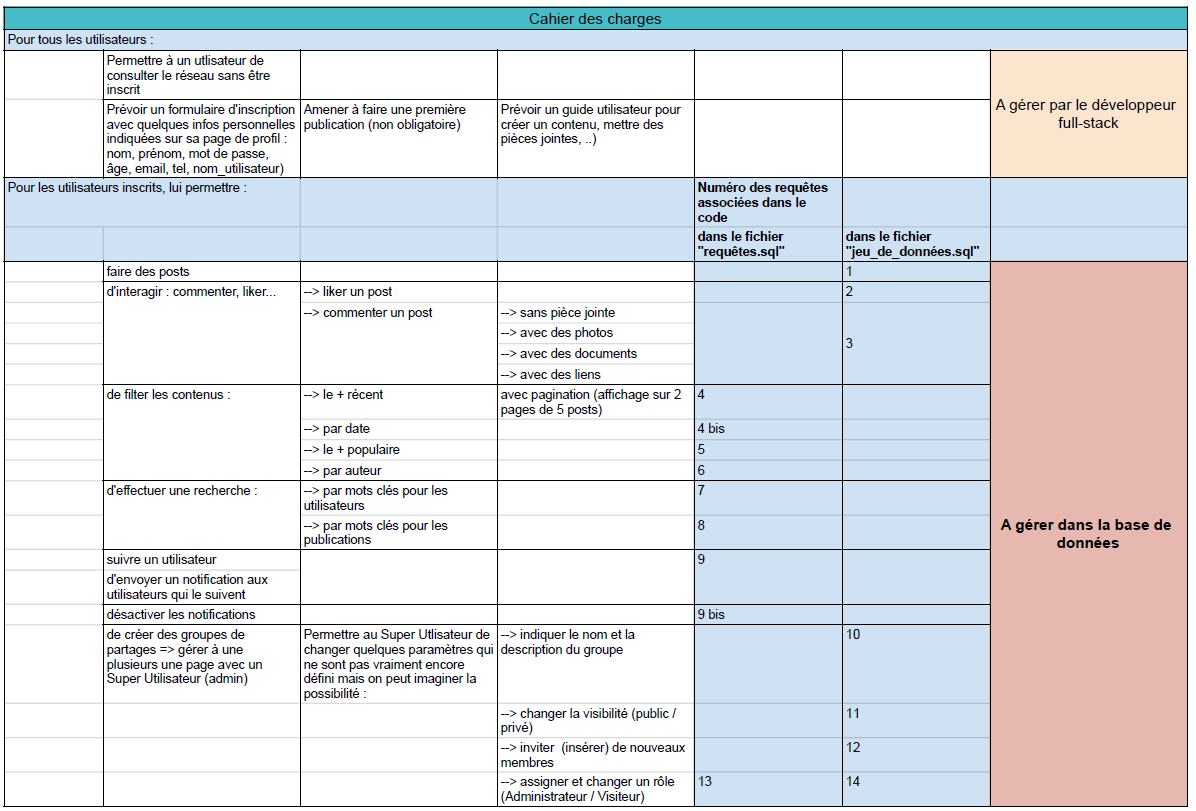 Cahier des charges
Pour tous les utilisateurs :
Permettre à un utlisateur de
consulter le réseau sans être
inscrit
A gérer par le développeur
full-stack
Prévoir un formulaire d'inscription
avec quelques infos personnelles
indiquées sur sa page de profil :
nom, prénom, mot de passe,
âge, email, tel, nom_utilisateur)
Amener à faire une première
publication (non obligatoire)
Prévoir un guide utilisateur pour
créer un contenu, mettre des
pièces jointes, ..)
Pour les utilisateurs inscrits, lui permettre :
Numéro des requêtes
associées dans le
code
dans le fichier
"requêtes.sql"
dans le fichier
"jeu_de_données.sql"
faire des posts
1
d'interagir : commenter, liker...
--> liker un post
2
--> commenter un post
--> sans pièce jointe
--> avec des photos
--> avec des documents
--> avec des liens
3
de filter les contenus :
--> le + récent
avec pagination (affichage sur 2
pages de 5 posts)
4
--> par date
4 bis
--> le + populaire
5
--> par auteur
6
d'effectuer une recherche :
--> par mots clés pour les
utilisateurs
7
--> par mots clés pour les
publications
8
A gérer dans la base de
données
suivre un utilisateur
9
d'envoyer un notification aux
utilisateurs qui le suivent
désactiver les notifications
9 bis
de créer des groupes de
partages => gérer à une
plusieurs une page avec un
Super Utilisateur (admin)
Permettre au Super Utlisateur de
changer quelques paramètres qui
ne sont pas vraiment encore
défini mais on peut imaginer la
possibilité :
--> indiquer le nom et la
description du groupe
10
--> changer la visibilité (public /
privé)
11
--> inviter  (insérer) de nouveaux
membres
12
--> assigner et changer un rôle
(Administrateur / Visiteur)
13
14